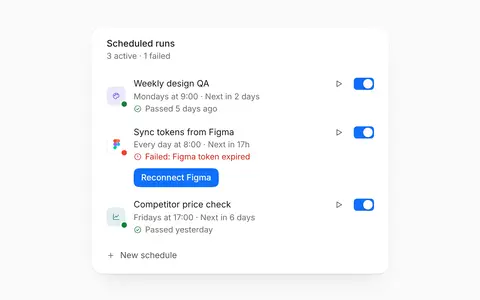 Scheduled runs
3 active · 1 failed
Weekly design QA
Mondays at 9:00 · Next in 2 days
Passed 5 days ago
Sync tokens from Figma
Every day at 8:00 · Next in 17h
Failed: Figma token expired
Reconnect Figma
Competitor price check
Fridays at 17:00 · Next in 6 days
Passed yesterday
+ New schedule